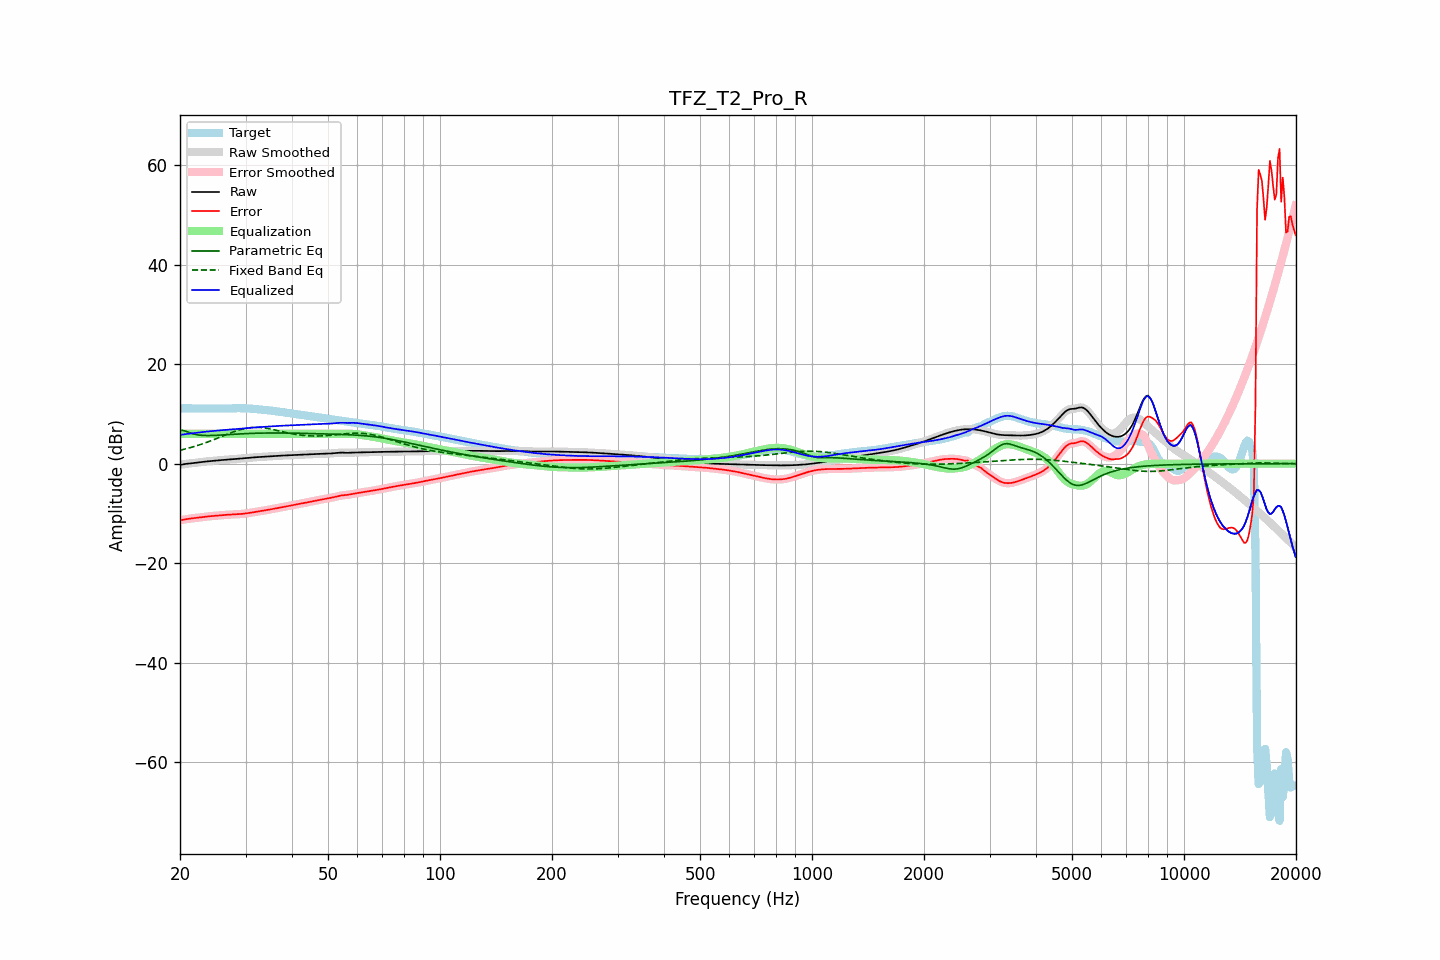 TFZ_T2_Pro_R
Target
Raw Smoothed
Error Smoothed
Raw
Error
Equalization
Parametric Eq
Fixed Band Eq
Equalized
60
40
20
0
−20
−40
−60
Amplitude (dBr)
20 50 100 200 500 1000 2000 5000 10000 20000
Frequency (Hz)